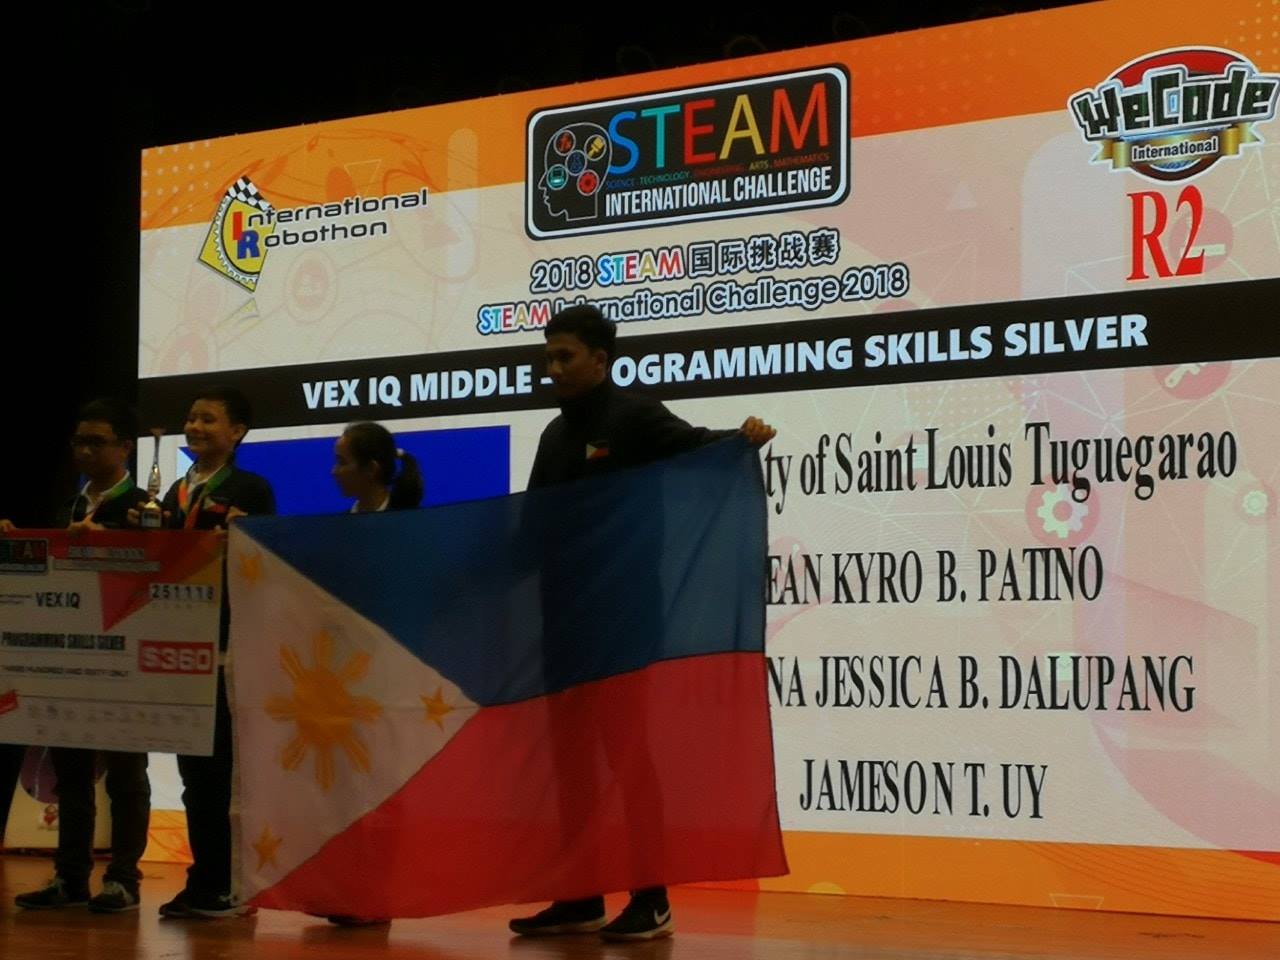 International
Robothon
STEAM
SCIENCE . TECHNOLOGY . ENGINEERING . ARTS . MATHEMATICS
INTERNATIONAL CHALLENGE
WeCode
International
R2
2018 STEAM 国际挑战赛
STEAM International Challenge 2018
VEX IQ MIDDLE - PROGRAMMING SKILLS SILVER
ty of Saint Louis Tuguegarao
EAN KYRO B. PATINO
NA JESSICA B. DALUPANG
JAMESON T. UY
VEX IQ
251118
PROGRAMMING SKILLS SILVER
$360
THREE HUNDRED AND SIXTY ONLY